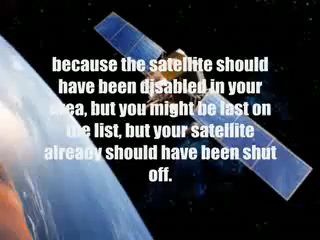 because the satellite should
have been disabled in your
area, but you might be last on
the list, but your satellite
already should have been shut
off.